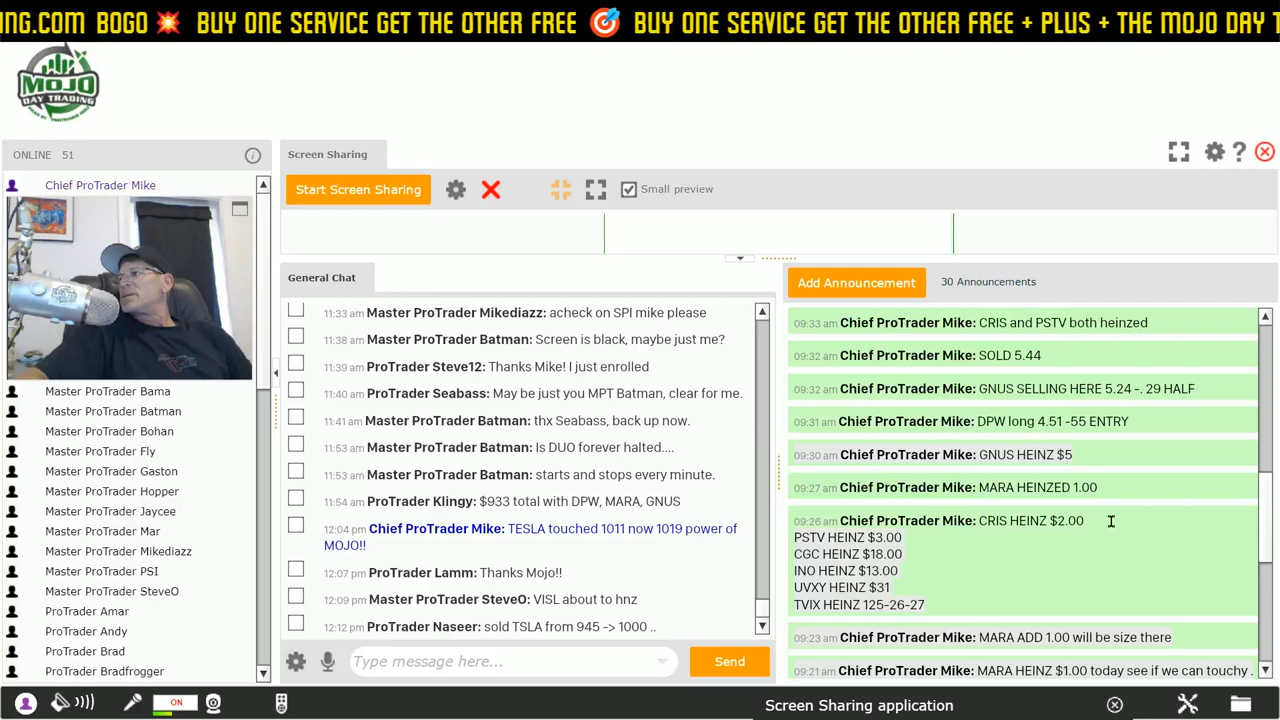 NG.COM BOGO BUY ONE SERVICE GET THE OTHER FREE BUY ONE SERVICE GET THE OTHER FREE + PLUS + THE MOJO DAY T
MOJO
DAY TRADING
ONLINE 51
Screen Sharing
Chief ProTrader Mike
Start Screen Sharing
Small preview
General Chat
Add Announcement
30 Announcements
11:33 am Master ProTrader Mikediazz: acheck on SPI mike please
11:38 am Master ProTrader Batman: Screen is black, maybe just me?
11:39 am ProTrader Steve12: Thanks Mike! I just enrolled
11:40 am ProTrader Seabass: May be just you MPT Batman, clear for me.
11:41 am Master ProTrader Batman: thx Seabass, back up now.
11:53 am Master ProTrader Batman: Is DUO forever halted....
11:53 am Master ProTrader Batman: starts and stops every minute.
11:54 am ProTrader Klingy: $933 total with DPW, MARA, GNUS
12:04 pm Chief ProTrader Mike: TESLA touched 1011 now 1019 power of
MOJO!!
12:07 pm ProTrader Lamm: Thanks Mojo!!
12:09 pm Master ProTrader SteveO: VISL about to hnz
12:12 pm ProTrader Naseer: sold TSLA from 945 -> 1000 ..
Type message here...
Send
09:33 am Chief ProTrader Mike: CRIS and PSTV both heinzed
09:32 am Chief ProTrader Mike: SOLD 5.44
09:32 am Chief ProTrader Mike: GNUS SELLING HERE 5.24 -. 29 HALF
09:31 am Chief ProTrader Mike: DPW long 4.51 -55 ENTRY
09:30 am Chief ProTrader Mike: GNUS HEINZ $5
09:27 am Chief ProTrader Mike: MARA HEINZED 1.00
09:26 am Chief ProTrader Mike: CRIS HEINZ $2.00
PSTV HEINZ $3.00
CGC HEINZ $18.00
INO HEINZ $13.00
UVXY HEINZ $31
TVIX HEINZ 125-26-27
09:23 am Chief ProTrader Mike: MARA ADD 1.00 will be size there
09:21 am Chief ProTrader Mike: MARA HEINZ $1.00 today see if we can touchy .
Master ProTrader Bama
Master ProTrader Batman
Master ProTrader Bohan
Master ProTrader Fly
Master ProTrader Gaston
Master ProTrader Hopper
Master ProTrader Jaycee
Master ProTrader Mar
Master ProTrader Mikediazz
Master ProTrader PSI
Master ProTrader SteveO
ProTrader Amar
ProTrader Andy
ProTrader Brad
ProTrader Bradfrogger
ON
Screen Sharing application